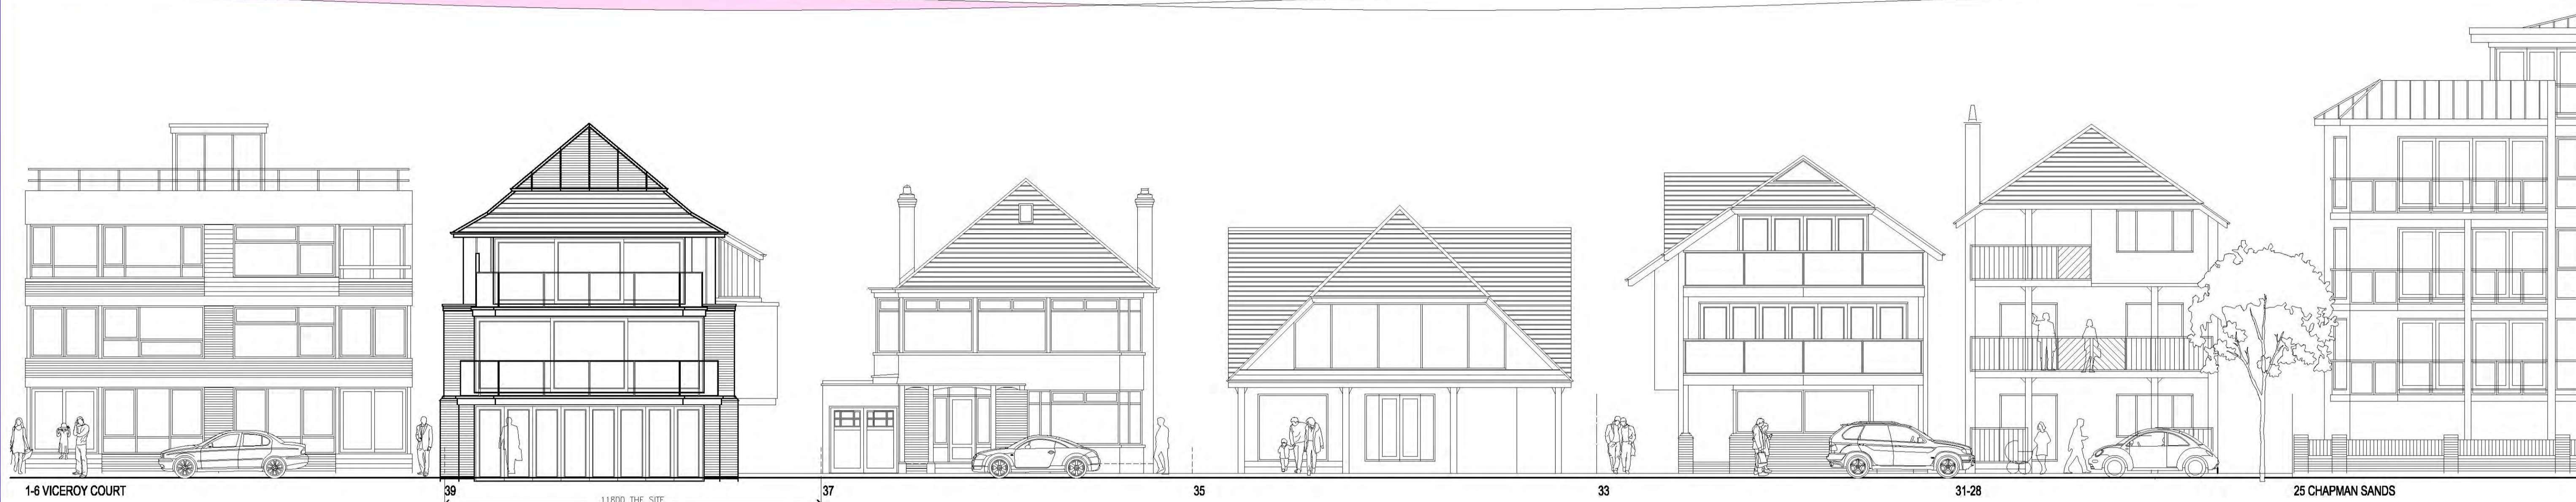 1-6 VICEROY COURT
39
11800 THE SITE
37
35
33
31-28
25 CHAPMAN SANDS